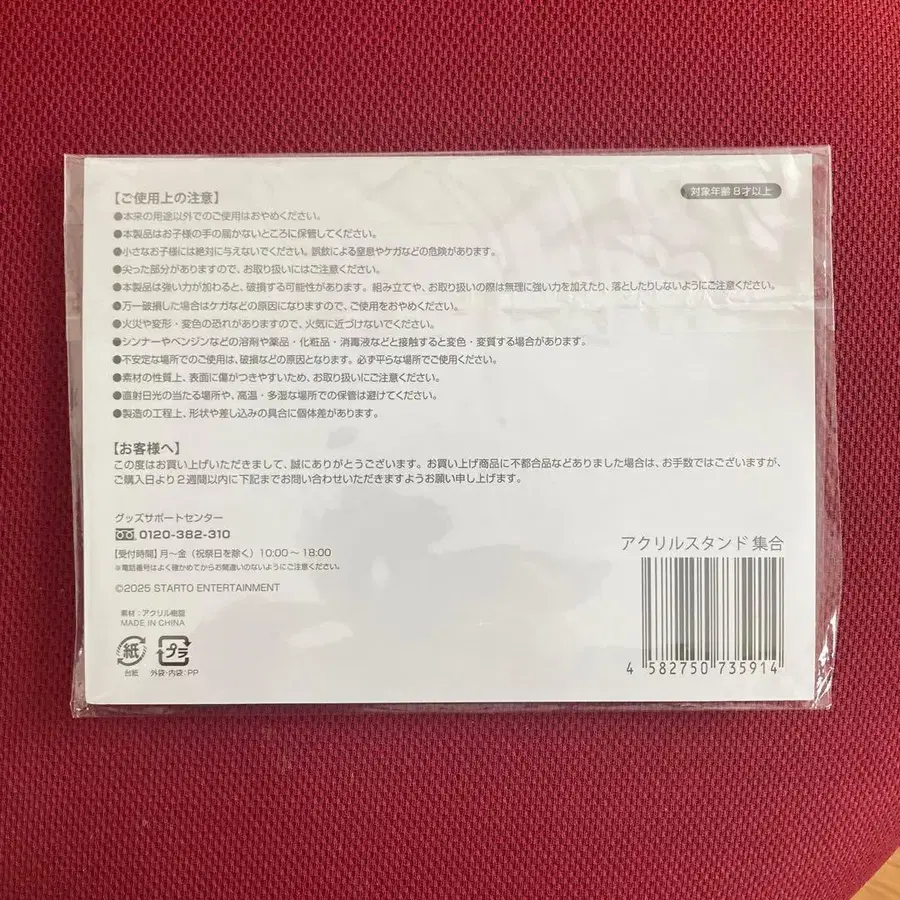 【ご使用上の注意】
対象年齢 8才以上
●本来の用途以外でのご使用はおやめください。
●本製品はお子様の手の届かないところに保管してください。
●小さなお子様には絶対に与えないでください。誤飲による窒息やケガなどの危険があります。
●尖った部分がありますので、お取り扱いにはご注意ください。
●本製品は強い力が加わると、破損する可能性があります。組み立てや、お取り扱いの際は無理に強い力を加えたり、落としたりしないようにご注意ください。
●万一破損した場合はケガなどの原因になりますので、ご使用をおやめください。
●火災や変形・変色の恐れがありますので、火気に近づけないでください。
●シンナーやベンジンなどの溶剤や薬品・化粧品・消毒液などと接触すると変色・変質する場合があります。
●不安定な場所でのご使用は、破損などの原因となります。必ず平らな場所でご使用ください。
●素材の性質上、表面に傷がつきやすいため、お取り扱いにご注意ください。
●直射日光の当たる場所や、高温・多湿な場所での保管は避けてください。
●製造の工程上、形状や差し込みの具合に個体差があります。
【お客様へ】
この度はお買い上げいただきまして、誠にありがとうございます。お買い上げ商品に不都合品などありました場合は、お手数ではございますが、
ご購入日より2週間以内に下記までお問い合わせいただきますようお願い申し上げます。
グッズサポートセンター
0120-382-310
【受付時間】月〜金（祝祭日を除く）10:00〜18:00
※電話番号はよく確かめてからお間違いのないようにご注意ください。
©2025 STARTO ENTERTAINMENT
素材：アクリル樹脂
MADE IN CHINA
紙
プラ
台紙
外袋・内袋：PP
アクリルスタンド 集合
4 582750 735914